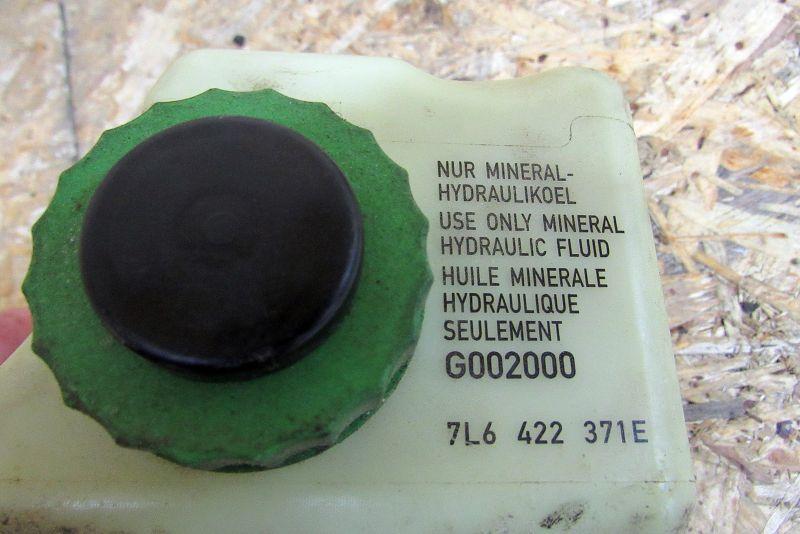 NUR MINERAL-
HYDRAULIKOEL
USE ONLY MINERAL
HYDRAULIC FLUID
HUILE MINERALE
HYDRAULIQUE
SEULEMENT
G002000
7L6 422 371E